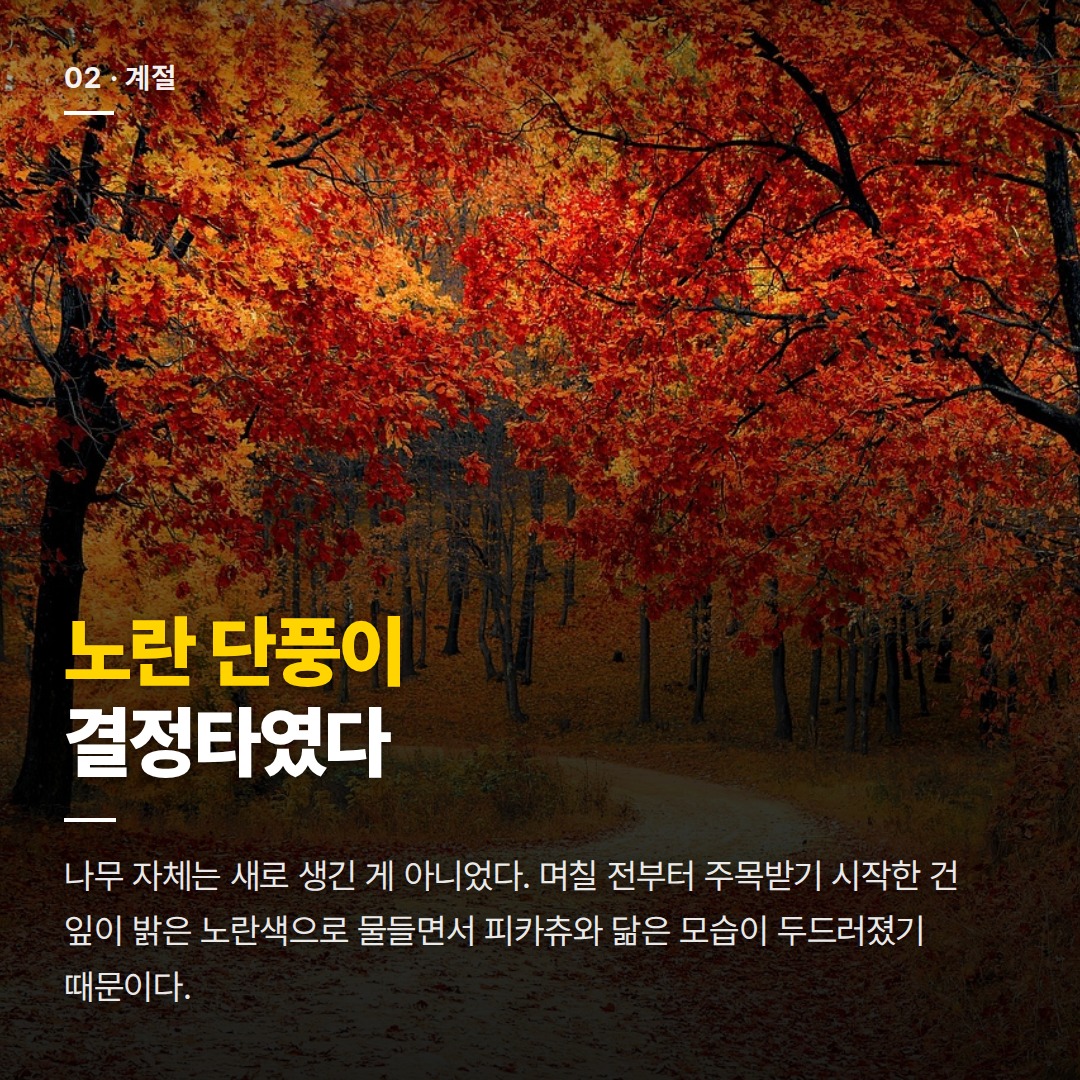 02 · 계절
노란 단풍이
결정타였다
나무 자체는 새로 생긴 게 아니었다. 며칠 전부터 주목받기 시작한 건
잎이 밝은 노란색으로 물들면서 피카츄와 닮은 모습이 두드러졌기
때문이다.